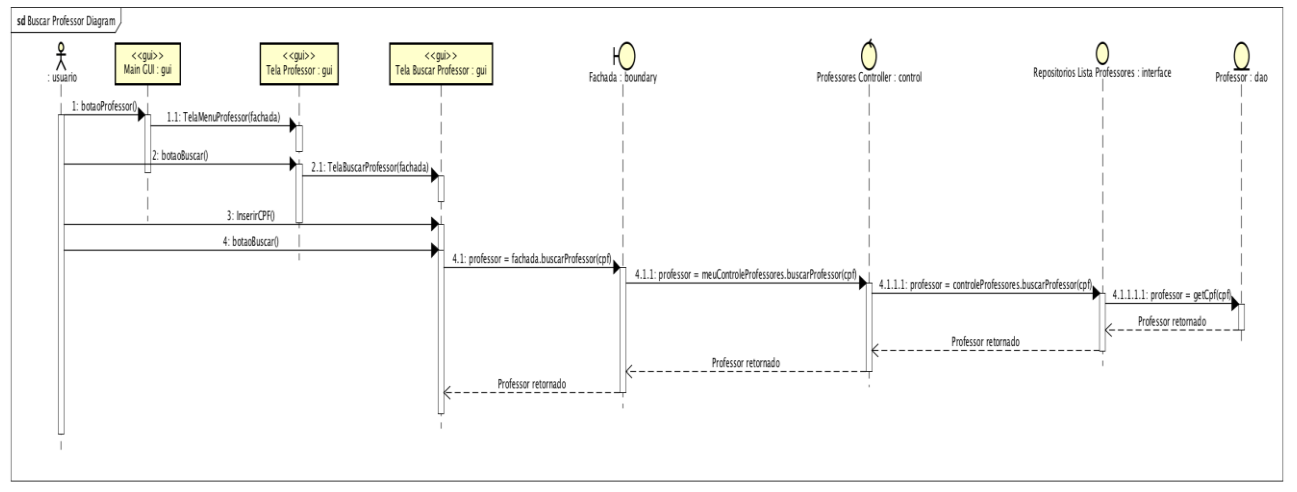 sd Buscar Professor Diagram
: usuario
<<gui>>
Main GUI : gui
<<gui>>
Tela Professor : gui
<<gui>>
Tela Buscar Professor : gui
Fachada : boundary
Professores Controller : control
Repositorios Lista Professores : interface
Professor : dao
1: botaoProfessor()
1.1: TelaMenuProfessor(fachada)
2: botaoBuscar()
2.1: TelaBuscarProfessor(fachada)
3: InserirCPF()
4: botaoBuscar()
4.1: professor = fachada.buscarProfessor(cpf)
4.1.1: professor = meuControleProfessores.buscarProfessor(cpf)
4.1.1.1: professor = controleProfessores.buscarProfessor(cpf)
4.1.1.1.1: professor = getCpf(cpf)
Professor retornado
Professor retornado
Professor retornado
Professor retornado